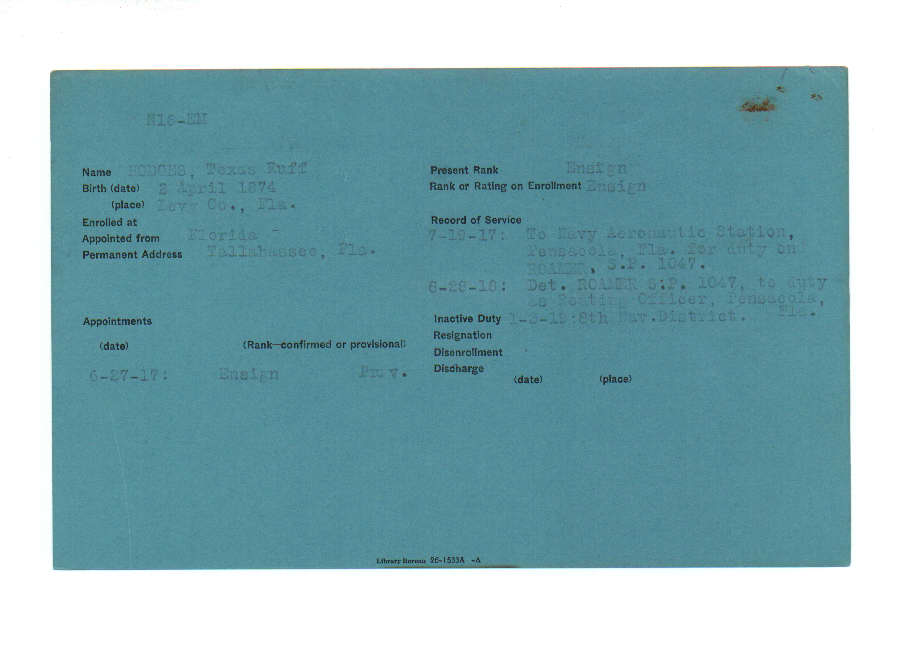 N16-EM
Name HODGES, Texas Ruff
Birth (date) 2 April 1874
(place) Levy Co., Fla.
Enrolled at
Appointed from Florida
Permanent Address Tallahassee, Fla.
Appointments
(date) (Rank—confirmed or provisional)
6-27-17: Ensign Prov.
Present Rank Ensign
Rank or Rating on Enrollment Ensign
Record of Service
7-19-17: To Navy Aeronautic Station,
Pensacola, Fla. for duty on
ROAMER, S.P. 1047.
6-28-18: Det. ROAMER S.P. 1047, to duty
as Routing Officer, Pensacola,
Fla.
Inactive Duty 1-3-19:8th Nav.District.
Resignation
Disenrollment
Discharge
(date) (place)
Library Bureau 26-1533A -A